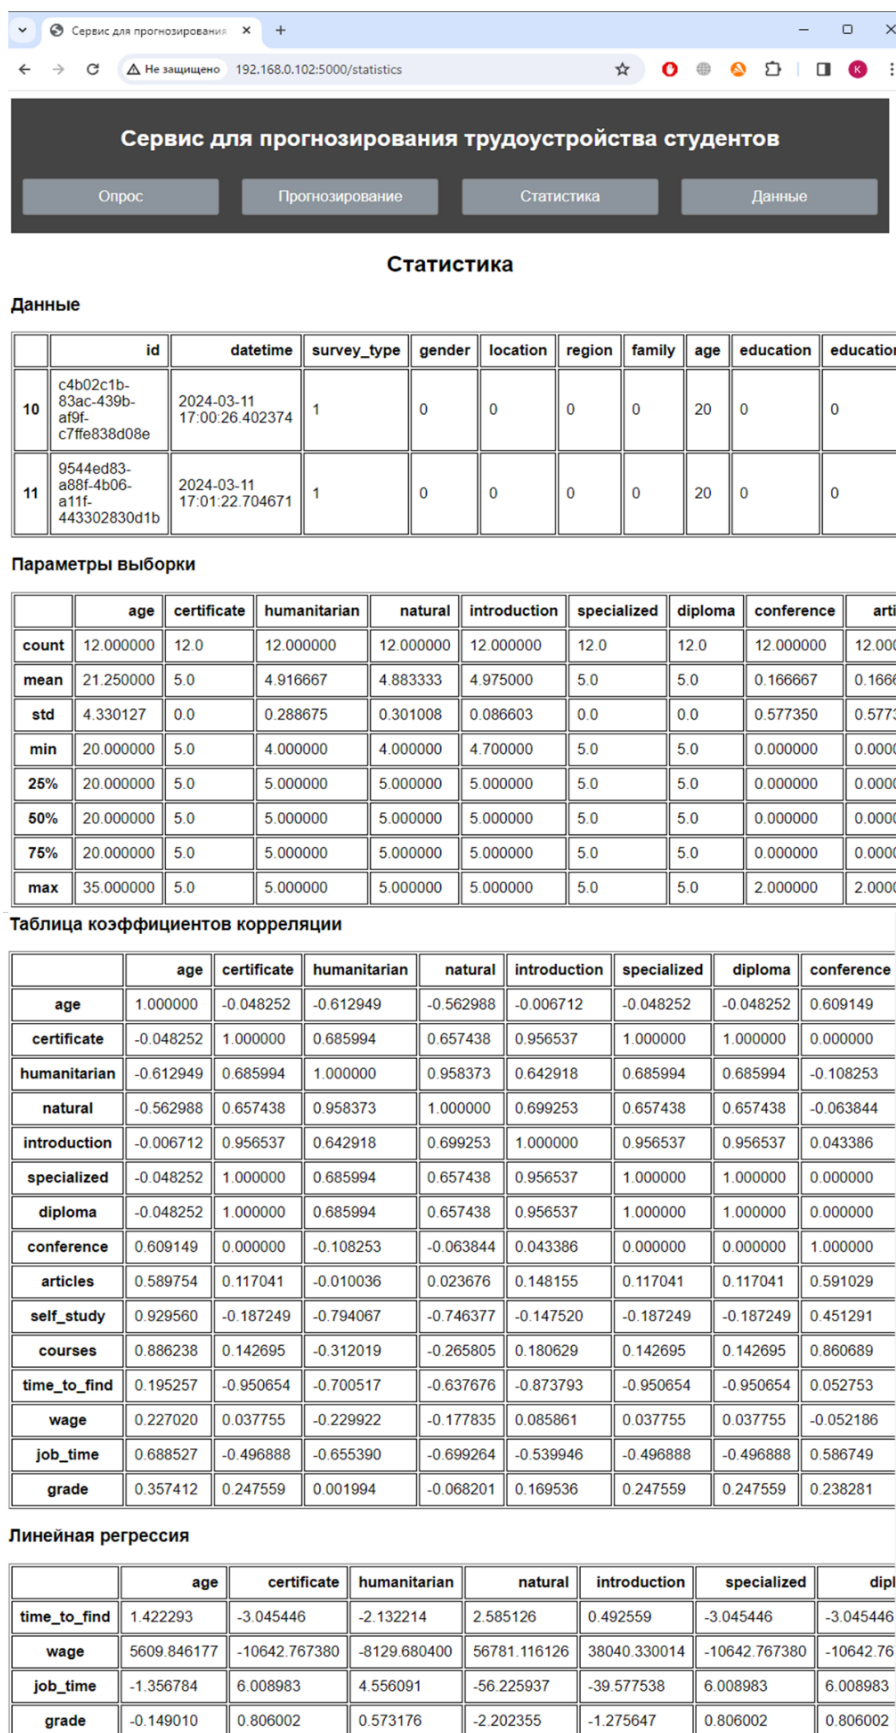 Сервис для прогнозирования
Не защищено 192.168.0.102:5000/statistics
K
Сервис для прогнозирования трудоустройства студентов
Опрос Прогнозирование Статистика Данные
Статистика
Данные
id datetime survey_type gender location region family age education education
10 c4b02c1b-83ac-439b-af9f-c7ffe838d08e 2024-03-11 17:00:26.402374 1 0 0 0 0 20 0 0
11 9544ed83-a88f-4b06-a11f-443302830d1b 2024-03-11 17:01:22.704671 1 0 0 0 0 20 0 0
Параметры выборки
age certificate humanitarian natural introduction specialized diploma conference arti
count 12.000000 12.0 12.000000 12.000000 12.000000 12.0 12.0 12.000000 12.000
mean 21.250000 5.0 4.916667 4.883333 4.975000 5.0 5.0 0.166667 0.1666
std 4.330127 0.0 0.288675 0.301008 0.086603 0.0 0.0 0.577350 0.5773
min 20.000000 5.0 4.000000 4.000000 4.700000 5.0 5.0 0.000000 0.0000
25% 20.000000 5.0 5.000000 5.000000 5.000000 5.0 5.0 0.000000 0.0000
50% 20.000000 5.0 5.000000 5.000000 5.000000 5.0 5.0 0.000000 0.0000
75% 20.000000 5.0 5.000000 5.000000 5.000000 5.0 5.0 0.000000 0.0000
max 35.000000 5.0 5.000000 5.000000 5.000000 5.0 5.0 2.000000 2.0000
Таблица коэффициентов корреляции
age certificate humanitarian natural introduction specialized diploma conference
age 1.000000 -0.048252 -0.612949 -0.562988 -0.006712 -0.048252 -0.048252 0.609149
certificate -0.048252 1.000000 0.685994 0.657438 0.956537 1.000000 1.000000 0.000000
humanitarian -0.612949 0.685994 1.000000 0.958373 0.642918 0.685994 0.685994 -0.108253
natural -0.562988 0.657438 0.958373 1.000000 0.699253 0.657438 0.657438 -0.063844
introduction -0.006712 0.956537 0.642918 0.699253 1.000000 0.956537 0.956537 0.043386
specialized -0.048252 1.000000 0.685994 0.657438 0.956537 1.000000 1.000000 0.000000
diploma -0.048252 1.000000 0.685994 0.657438 0.956537 1.000000 1.000000 0.000000
conference 0.609149 0.000000 -0.108253 -0.063844 0.043386 0.000000 0.000000 1.000000
articles 0.589754 0.117041 -0.010036 0.023676 0.148155 0.117041 0.117041 0.591029
self_study 0.929560 -0.187249 -0.794067 -0.746377 -0.147520 -0.187249 -0.187249 0.451291
courses 0.886238 0.142695 -0.312019 -0.265805 0.180629 0.142695 0.142695 0.860689
time_to_find 0.195257 -0.950654 -0.700517 -0.637676 -0.873793 -0.950654 -0.950654 0.052753
wage 0.227020 0.037755 -0.229922 -0.177835 0.085861 0.037755 0.037755 -0.052186
job_time 0.688527 -0.496888 -0.655390 -0.699264 -0.539946 -0.496888 -0.496888 0.586749
grade 0.357412 0.247559 0.001994 -0.068201 0.169536 0.247559 0.247559 0.238281
Линейная регрессия
age certificate humanitarian natural introduction specialized dipl
time_to_find 1.422293 -3.045446 -2.132214 2.585126 0.492559 -3.045446 -3.045446
wage 5609.846177 -10642.767380 -8129.680400 56781.116126 38040.330014 -10642.767380 -10642.76
job_time -1.356784 6.008983 4.556091 -56.225937 -39.577538 6.008983 6.008983
grade -0.149010 0.806002 0.573176 -2.202355 -1.275647 0.806002 0.806002